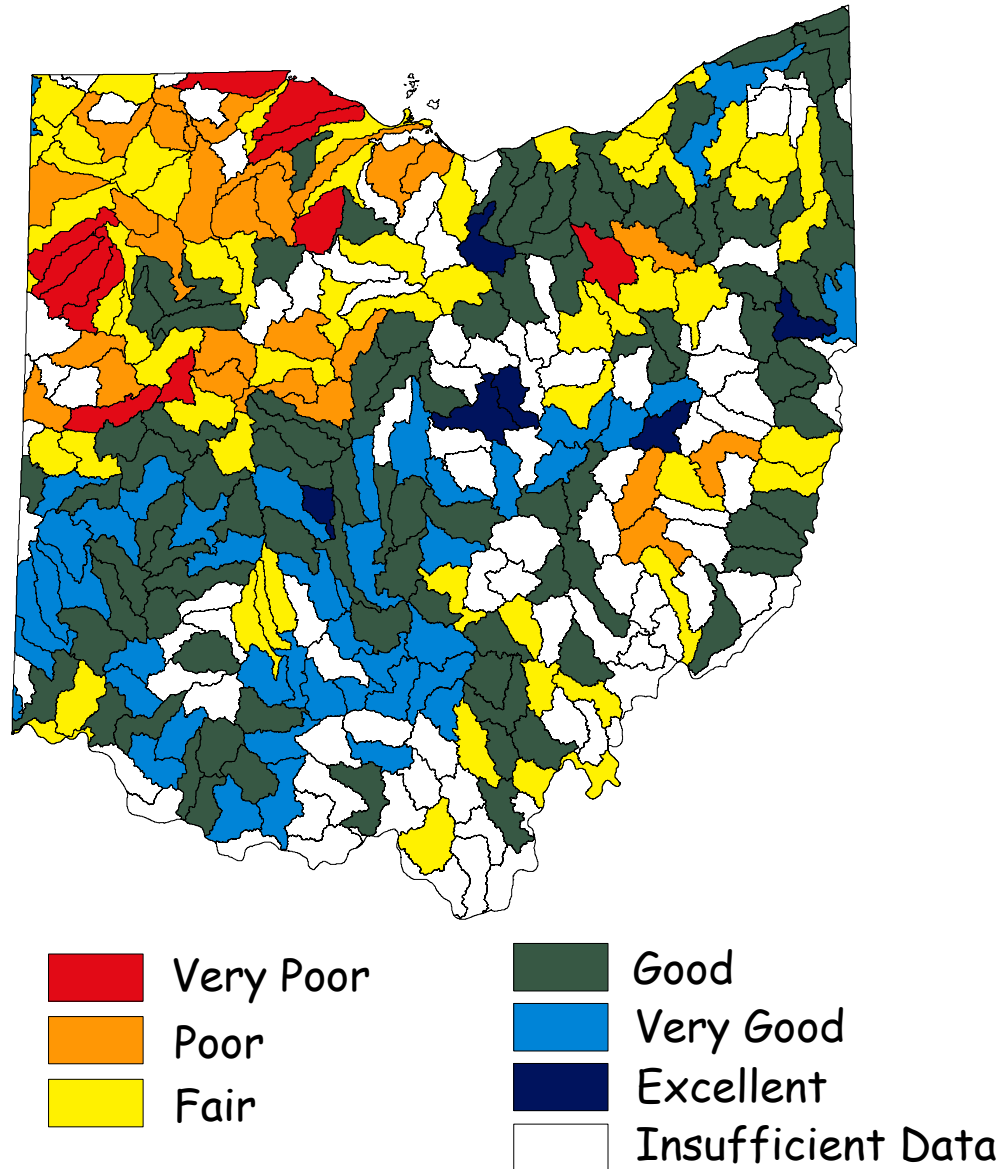 Very Poor
Poor
Fair
Good
Very Good
Excellent
Insufficient Data